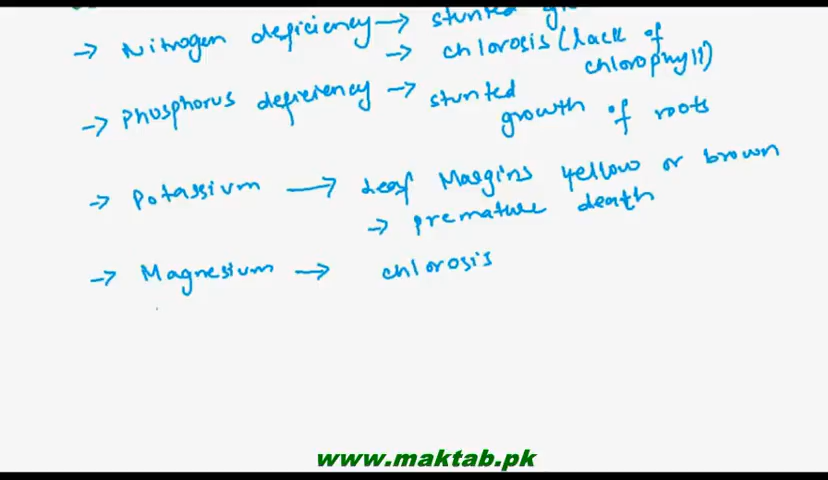 → Nitrogen deficiency → stunted
→ chlorosis (lack of
chlorophyll)
→ Phosphorus deficiency → stunted
growth of roots
→ Potassium → Leaf Margins yellow or brown
→ premature death
→ Magnesium → chlorosis
www.maktab.pk